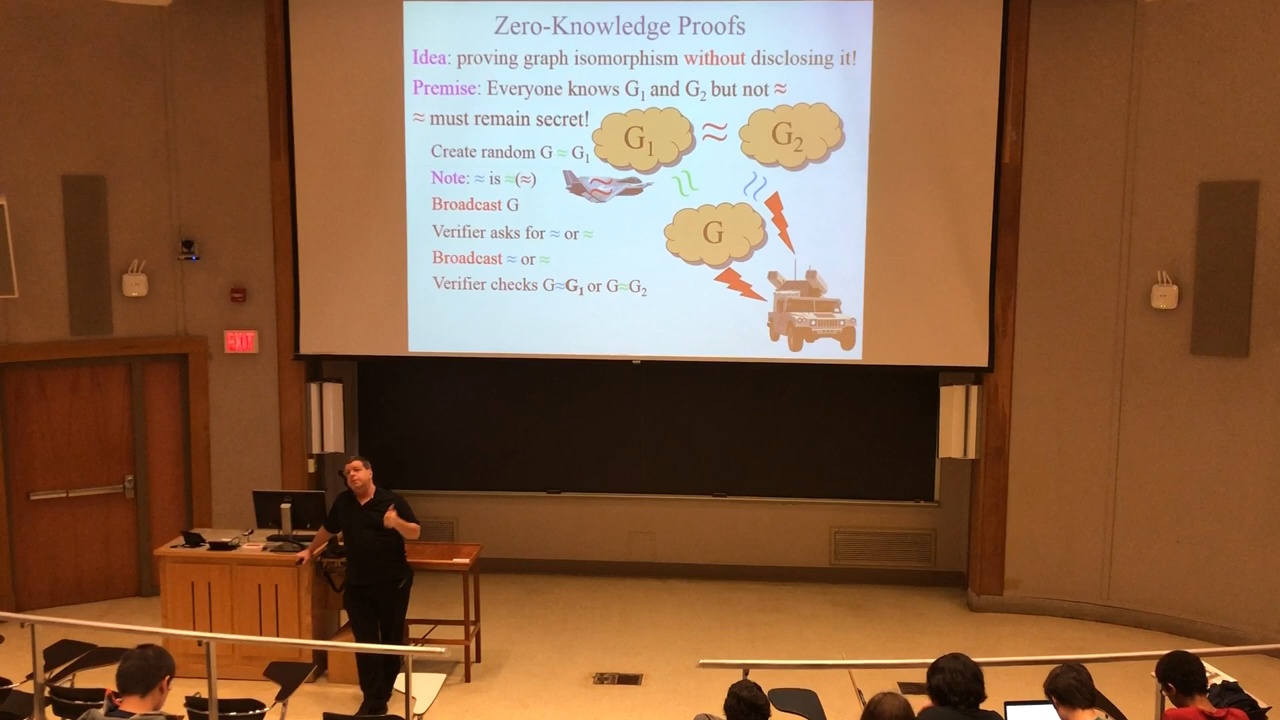 Zero-Knowledge Proofs
Idea: proving graph isomorphism without disclosing it!
Premise: Everyone knows G₁ and G₂ but not ≈
≈ must remain secret!
G₁ ≈ G₂
Create random G ≈ G₁
Note: ≈ is ≈(≈)
≈
≈ ≈
Broadcast G
Verifier asks for ≈ or ≈
G
Broadcast ≈ or ≈
Verifier checks G≈G₁ or G≈G₂
EXIT